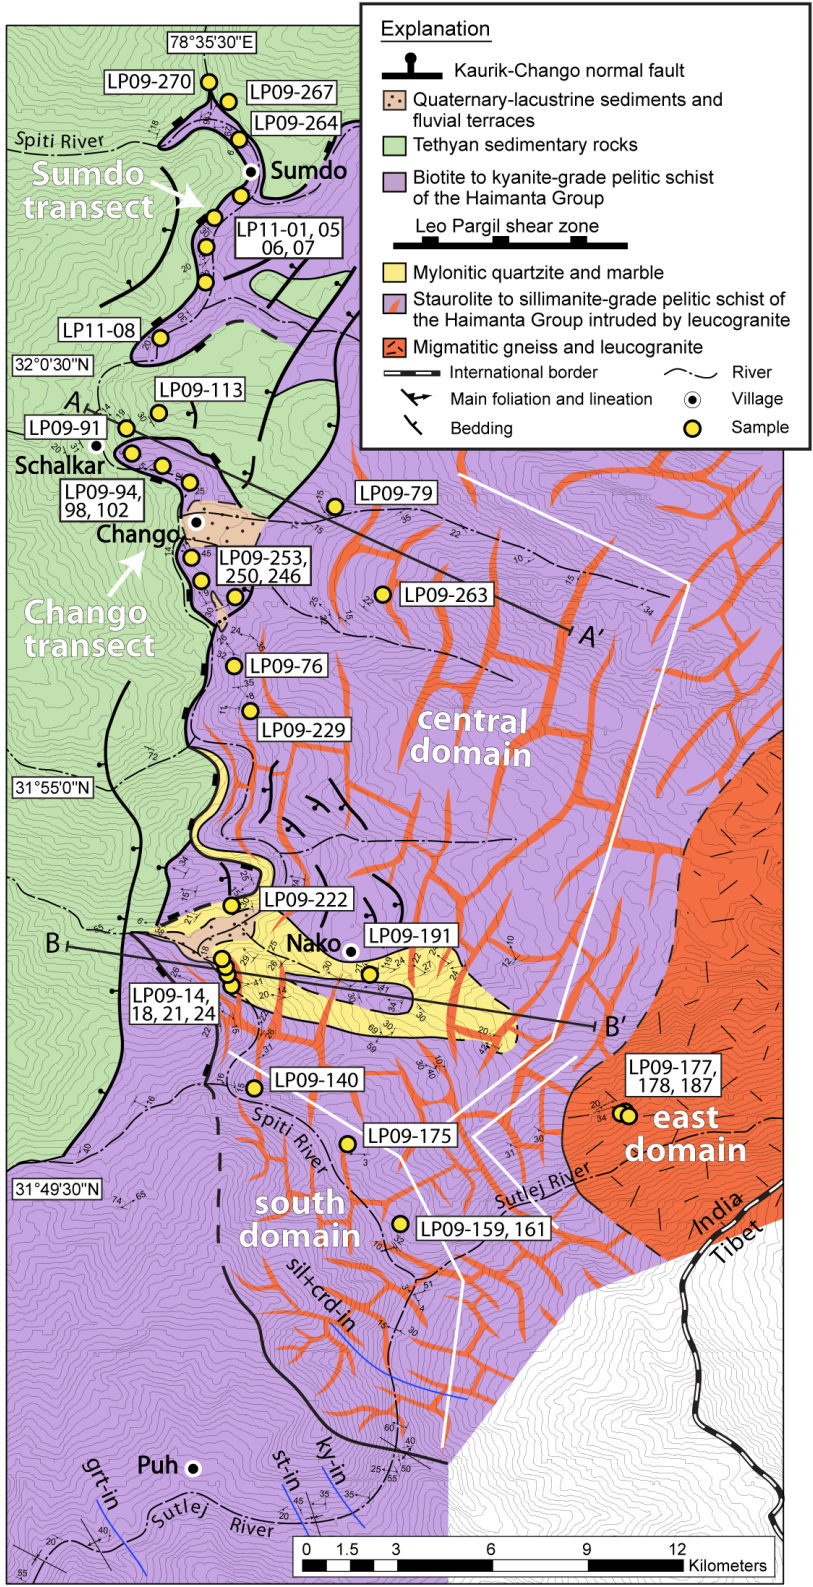 Explanation
Kaurik-Chango normal fault
Quaternary-lacustrine sediments and
fluvial terraces
Tethyan sedimentary rocks
Biotite to kyanite-grade pelitic schist
of the Haimanta Group
Leo Pargil shear zone
Mylonitic quartzite and marble
Staurolite to sillimanite-grade pelitic schist of
the Haimanta Group intruded by leucogranite
Migmatitic gneiss and leucogranite
International border
River
Main foliation and lineation
Village
Bedding
Sample
78°35'30"E
LP09-270
LP09-267
LP09-264
Spiti River
Sumdo
Sumdo
transect
LP11-01, 05
06, 07
LP11-08
32°0'30"N
LP09-113
A
LP09-91
Schalkar
LP09-94,
98, 102
LP09-79
Chango
LP09-253,
250, 246
LP09-263
Chango
transect
A'
LP09-76
LP09-229
central
domain
31°55'0"N
LP09-222
B
Nako
LP09-191
LP09-14,
18, 21, 24
B'
LP09-140
LP09-177,
178, 187
Spiti River
LP09-175
east
domain
31°49'30"N
Sutlej River
south
domain
LP09-159, 161
India
Tibet
sil+crd-in
Puh
grt-in
st-in
ky-in
Sutlej River
0 1.5 3 6 9 12
Kilometers